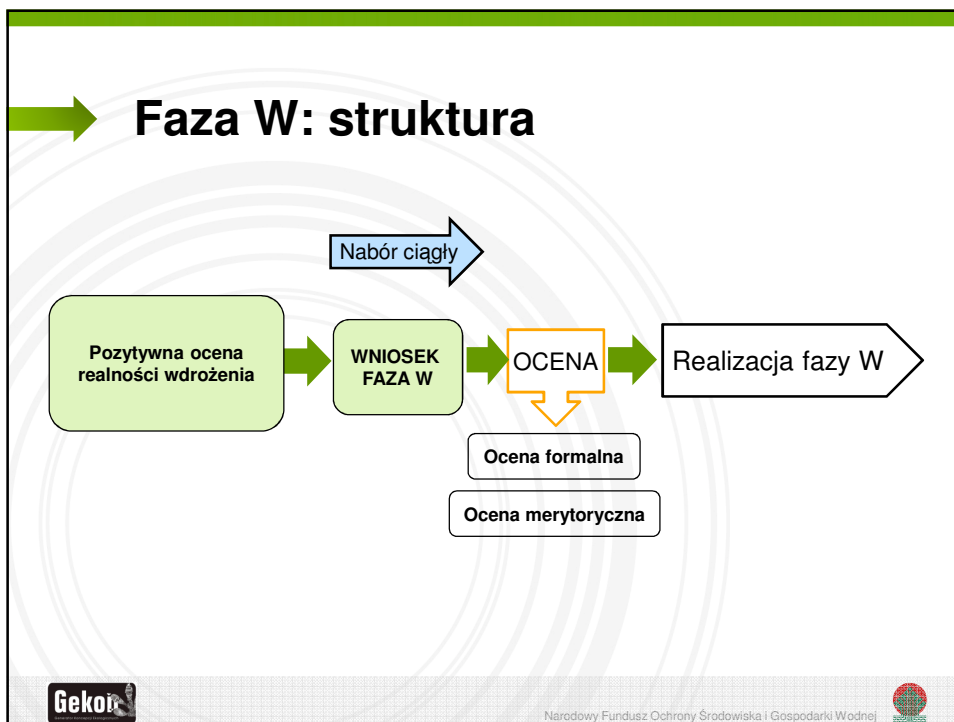 Faza W: struktura
Nabór ciągły
Pozytywna ocena
realności wdrożenia
WNIOSEK
FAZA W
OCENA
Realizacja fazy W
Ocena formalna
Ocena merytoryczna
Gekon
Narodowy Fundusz Ochrony Środowiska i Gospodarki Wodnej